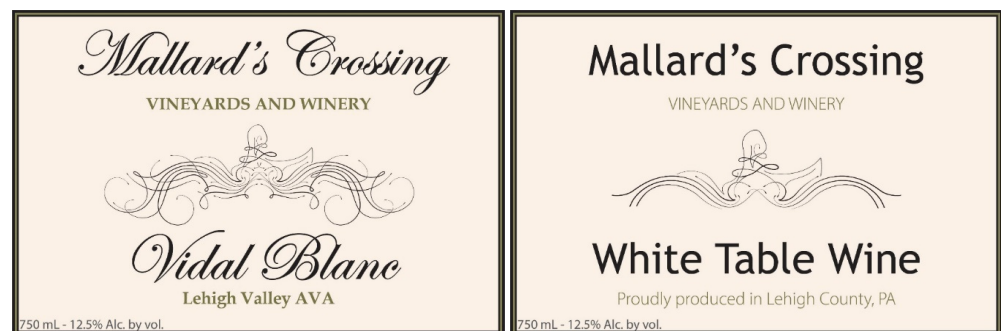 Mallard's Crossing
VINEYARDS AND WINERY
Vidal Blanc
Lehigh Valley AVA
750 mL - 12.5% Alc. by vol.
Mallard's Crossing
VINEYARDS AND WINERY
White Table Wine
Proudly produced in Lehigh County, PA
750 mL - 12.5% Alc. by vol.